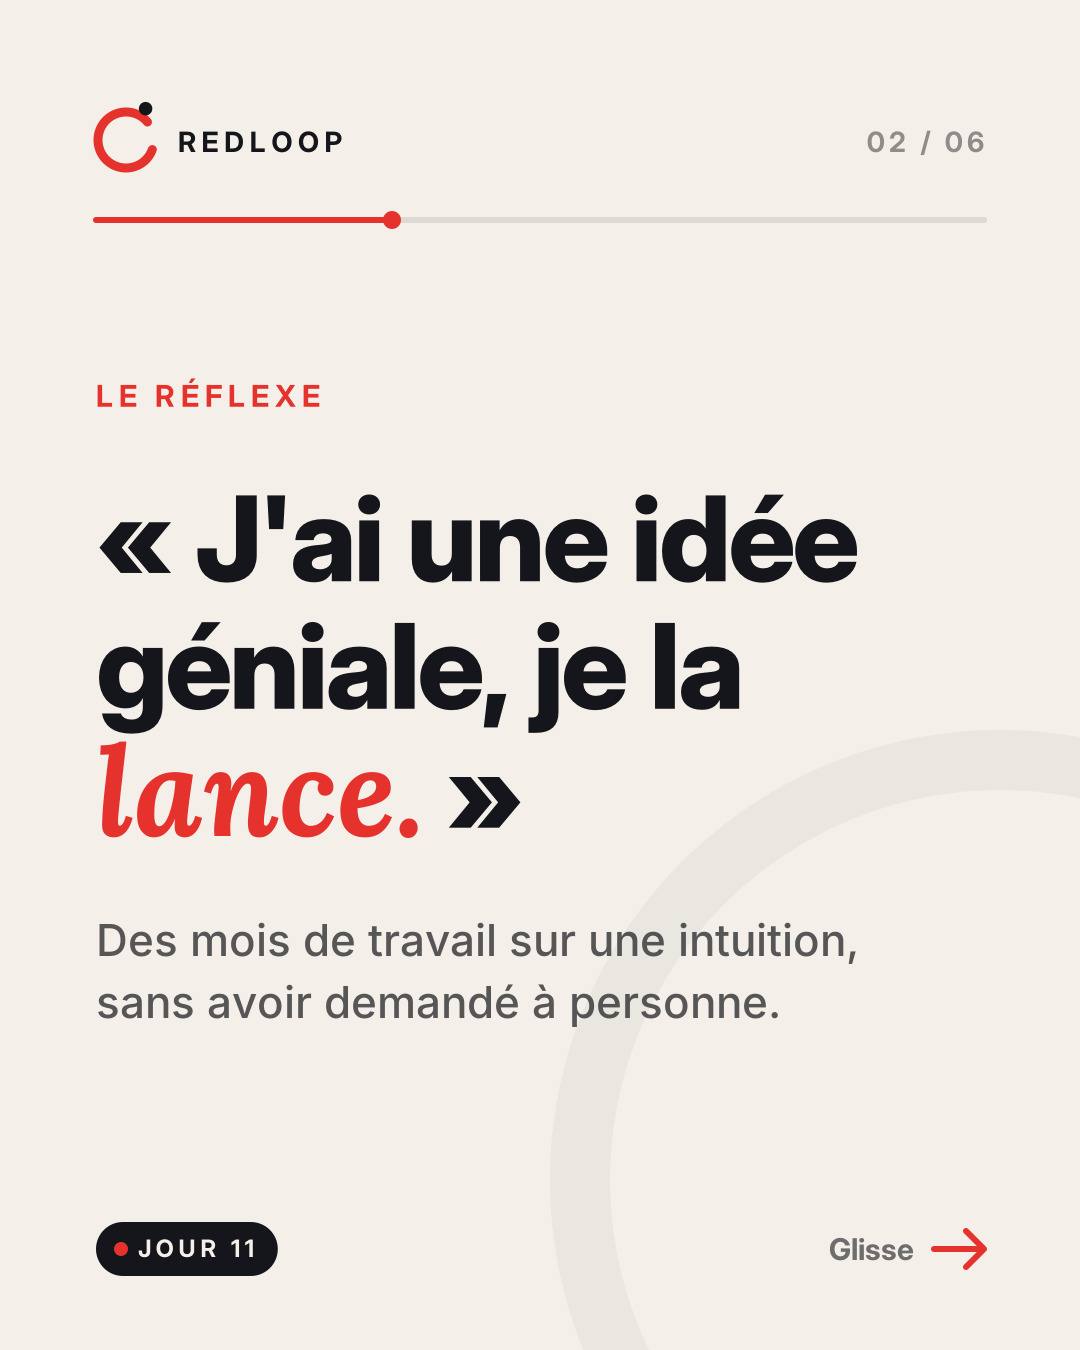 REDLOOP
02 / 06
LE RÉFLEXE
« J'ai une idée
géniale, je la
lance. »
Des mois de travail sur une intuition,
sans avoir demandé à personne.
JOUR 11
Glisse